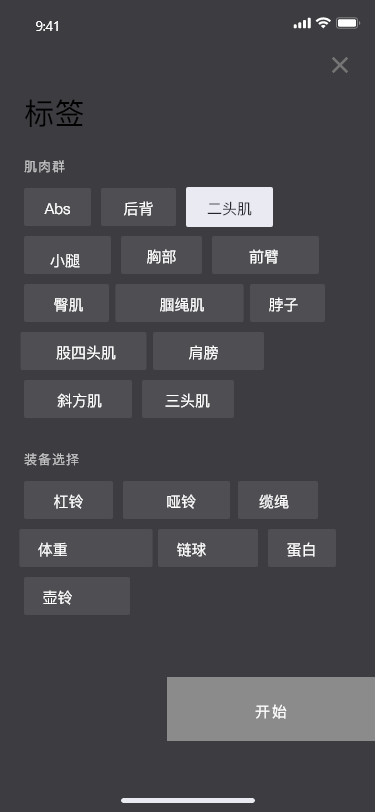 9:41
标签
肌肉群
Abs 后背 二头肌
小腿 胸部 前臂
臀肌 腘绳肌 脖子
股四头肌 肩膀
斜方肌 三头肌
装备选择
杠铃 哑铃 缆绳
体重 链球 蛋白
壶铃
开始